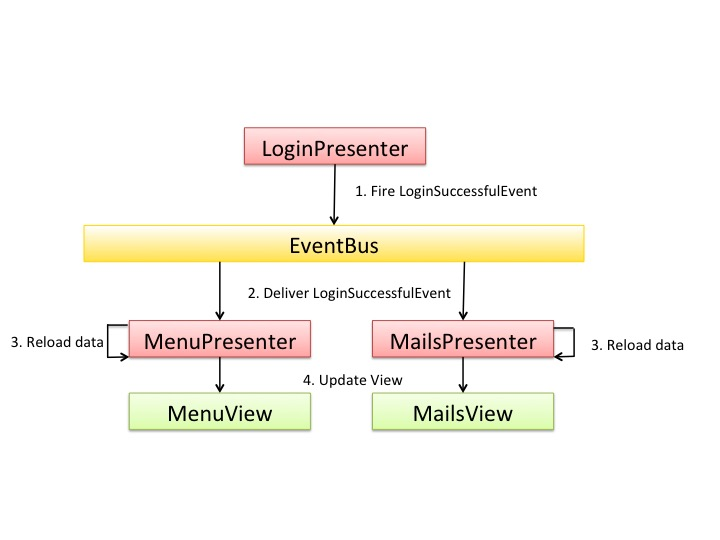 LoginPresenter
1. Fire LoginSuccessfulEvent
EventBus
2. Deliver LoginSuccessfulEvent
3. Reload data
MenuPresenter
MailsPresenter
3. Reload data
4. Update View
MenuView
MailsView